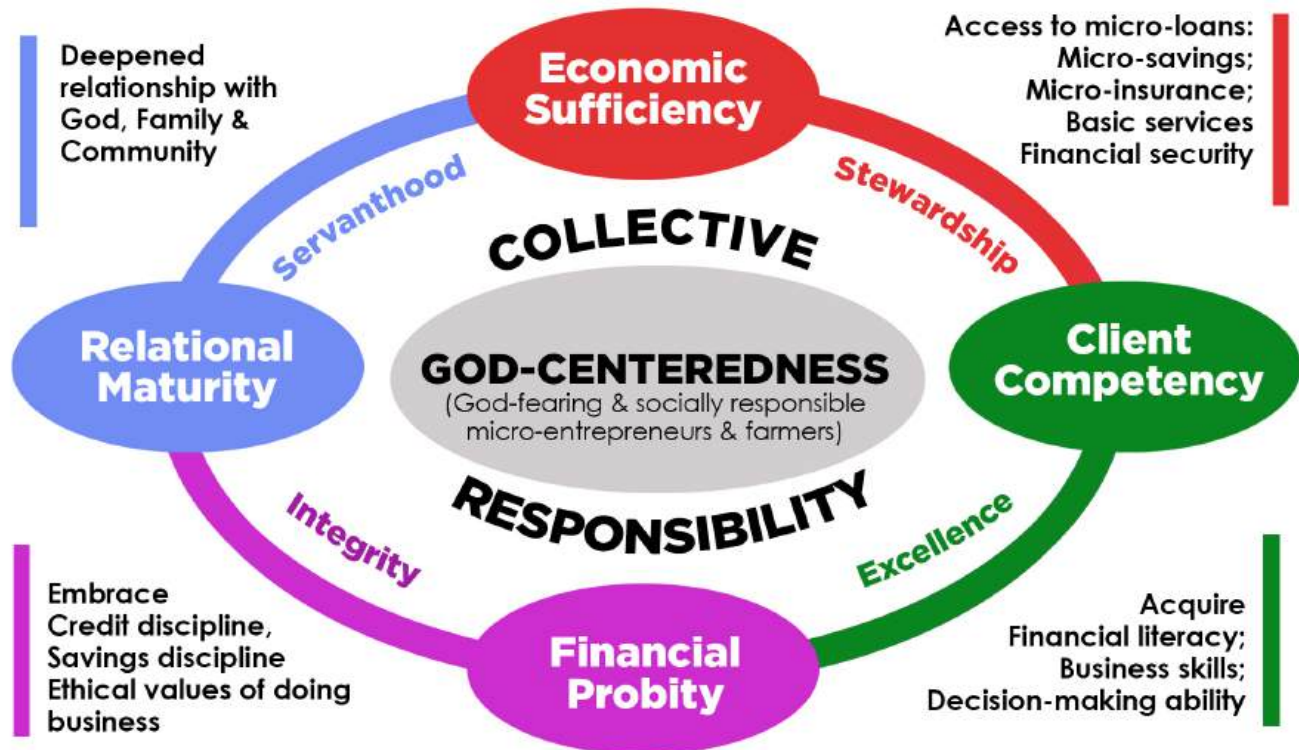 Deepened
relationship with
God, Family &
Community
Economic
Sufficiency
Access to micro-loans:
Micro-savings;
Micro-insurance;
Basic services
Financial security
Servanthood
Stewardship
COLLECTIVE
Relational
Maturity
GOD-CENTEREDNESS
(God-fearing & socially responsible
micro-entrepreneurs & farmers)
Client
Competency
RESPONSIBILITY
Integrity
Excellence
Embrace
Credit discipline,
Savings discipline
Ethical values of doing
business
Financial
Probity
Acquire
Financial literacy;
Business skills;
Decision-making ability